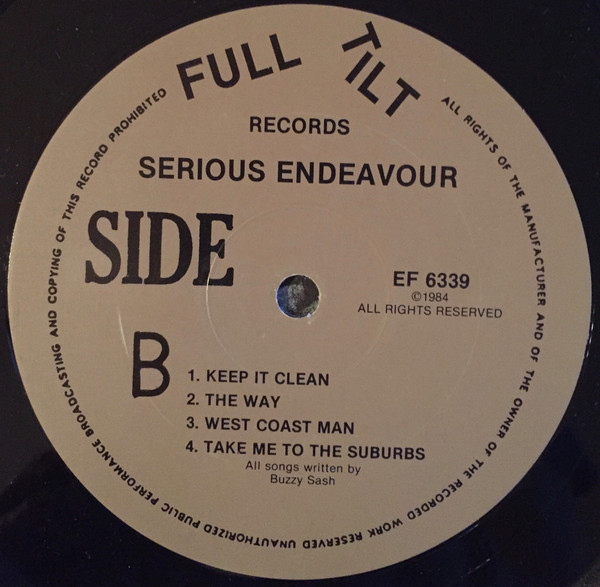 FULL TILT
RECORDS
SERIOUS ENDEAVOUR
SIDE
B
EF 6339
©1984
ALL RIGHTS RESERVED
1. KEEP IT CLEAN
2. THE WAY
3. WEST COAST MAN
4. TAKE ME TO THE SUBURBS
All songs written by
Buzzy Sash
ALL RIGHTS OF THE MANUFACTURER AND OF THE OWNER OF THE RECORDED WORK RESERVED UNAUTHORIZED PUBLIC PERFORMANCE BROADCASTING AND COPYING OF THIS RECORD PROHIBITED